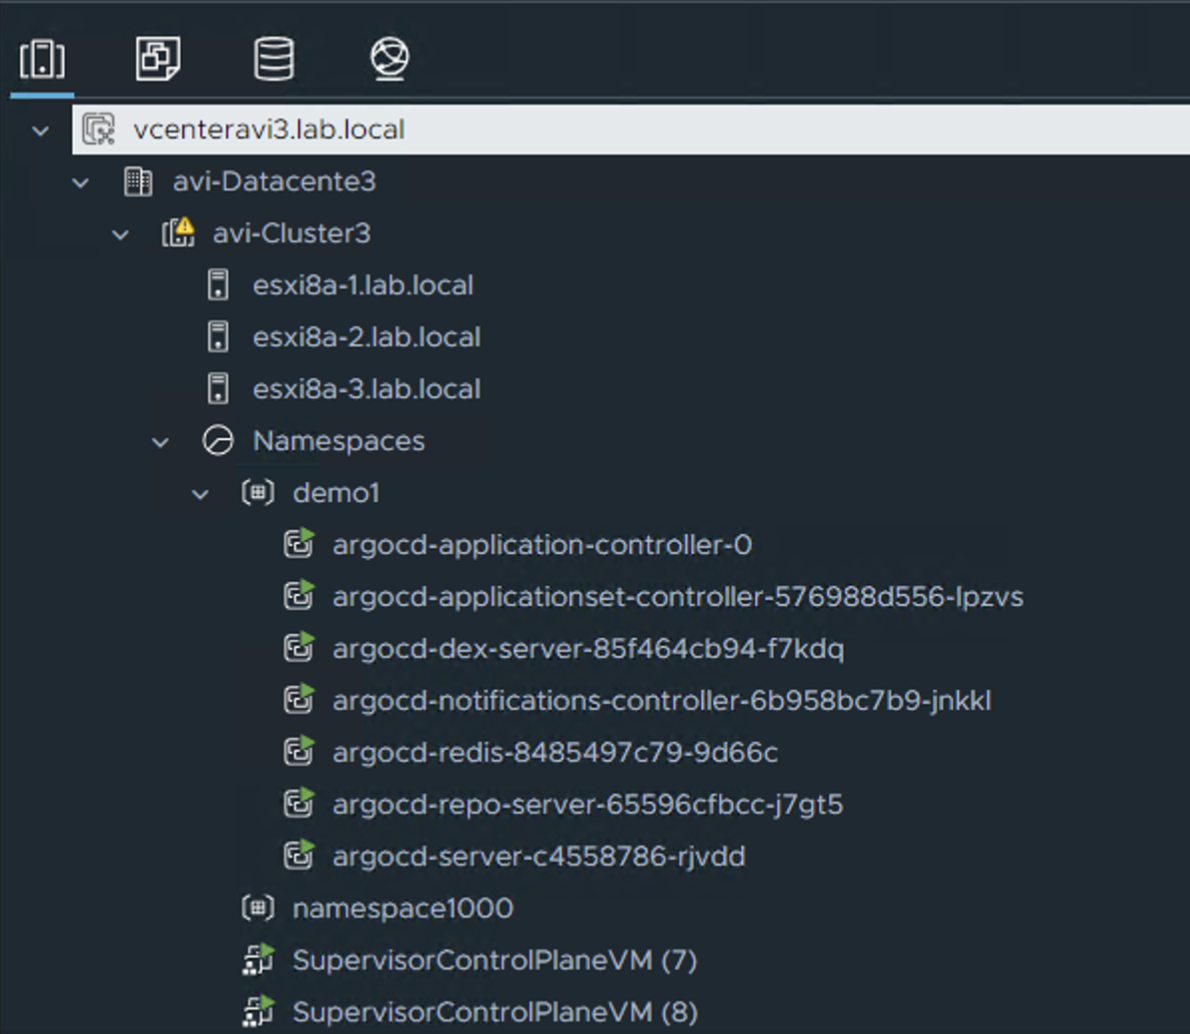 vcenteravi3.lab.local
avi-Datacente3
avi-Cluster3
esxi8a-1.lab.local
esxi8a-2.lab.local
esxi8a-3.lab.local
Namespaces
demo1
argocd-application-controller-0
argocd-applicationset-controller-576988d556-lpzvs
argocd-dex-server-85f464cb94-f7kdq
argocd-notifications-controller-6b958bc7b9-jnkkl
argocd-redis-8485497c79-9d66c
argocd-repo-server-65596cfbcc-j7gt5
argocd-server-c4558786-rjvdd
namespace1000
SupervisorControlPlaneVM (7)
SupervisorControlPlaneVM (8)